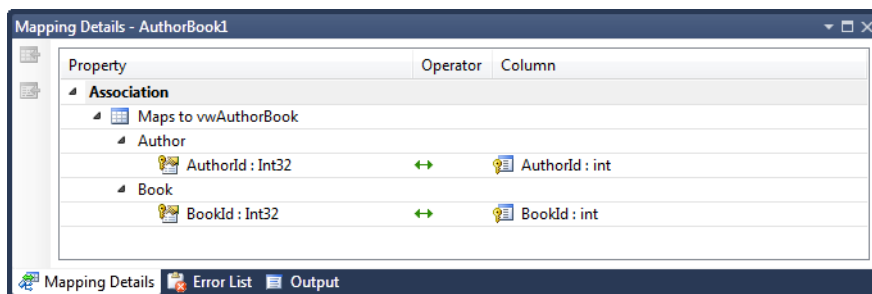 Mapping Details - AuthorBook1
Property Operator Column
Association
Maps to vwAuthorBook
Author
AuthorId : Int32 AuthorId : int
Book
BookId : Int32 BookId : int
Mapping Details Error List Output